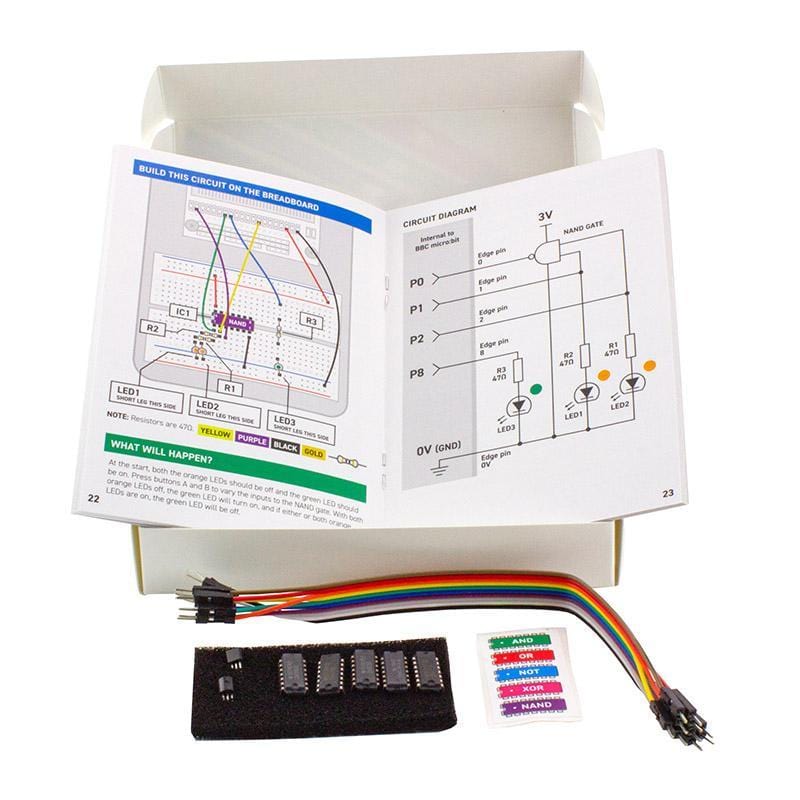 BUILD THIS CIRCUIT ON THE BREADBOARD
IC1
NAND
R2
R3
R1
LED1
SHORT LEG THIS SIDE
LED2
SHORT LEG THIS SIDE
LED3
SHORT LEG THIS SIDE
NOTE: Resistors are 47Ω. YELLOW PURPLE BLACK GOLD
WHAT WILL HAPPEN?
At the start, both the orange LEDs should be off and the green LED should
be on. Press buttons A and B to vary the inputs to the NAND gate. With both
orange LEDs off, the green LED will turn on, and if either or both orange
LEDs are on, the green LED will be off.
22
CIRCUIT DIAGRAM
Internal to
BBC micro:bit
3V
NAND GATE
P0
Edge pin
0
P1
Edge pin
1
P2
Edge pin
2
P8
Edge pin
8
R3
47Ω
R2
47Ω
R1
47Ω
LED3
LED1
LED2
0V (GND)
Edge pin
0V
23
AND
OR
NOT
XOR
NAND